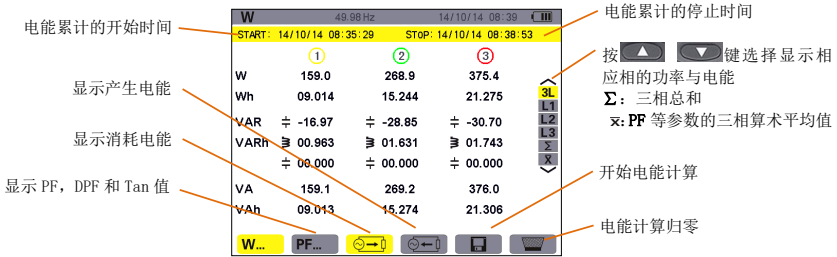 电能累计的开始时间
电能累计的停止时间
W 49.98 Hz 14/10/14 08:39
START: 14/10/14 08:35:29 STOP: 14/10/14 08:38:53
1 2 3
W 159.0 268.9 375.4
Wh 09.014 15.244 21.275
VAR -16.97 -28.85 -30.70
VARh 00.963 01.631 01.743
00.000 00.000 00.000
VA 159.1 269.2 376.0
VAh 09.013 15.274 21.306
3L
L1
L2
L3
Σ
x̄
W... PF...
显示产生电能
显示消耗电能
显示 PF，DPF 和 Tan 值
按 键选择显示相
应相的功率与电能
Σ：三相总和
x̄:PF 等参数的三相算术平均值
开始电能计算
电能计算归零